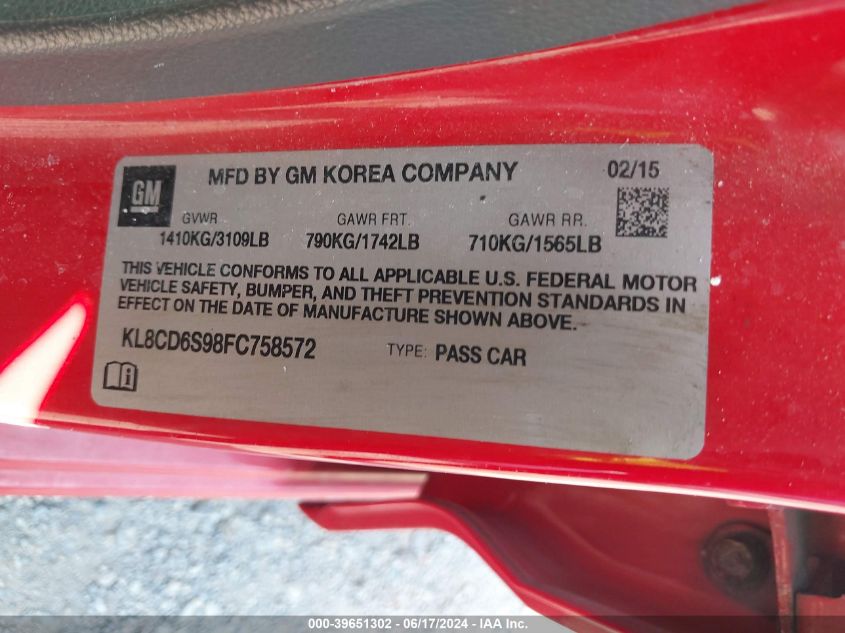 GM
MFD BY GM KOREA COMPANY
02/15
GVWR
GAWR FRT.
GAWR RR.
1410KG/3109LB
790KG/1742LB
710KG/1565LB
THIS VEHICLE CONFORMS TO ALL APPLICABLE U.S. FEDERAL MOTOR
VEHICLE SAFETY, BUMPER, AND THEFT PREVENTION STANDARDS IN
EFFECT ON THE DATE OF MANUFACTURE SHOWN ABOVE.
KL8CD6S98FC758572
TYPE: PASS CAR
000-39651302 - 06/17/2024 - IAA Inc.